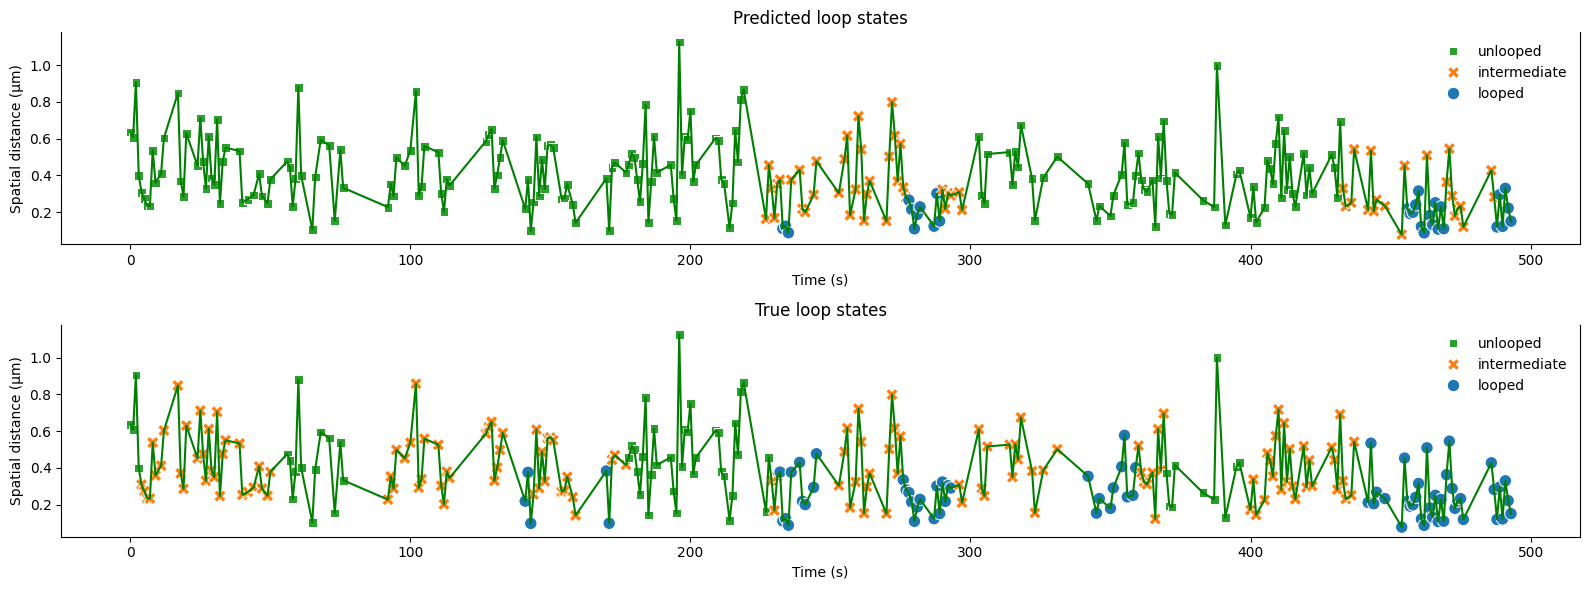 Predicted loop states
Spatial distance (µm)
1.0
0.8
0.6
0.4
0.2
unlooped
intermediate
looped
0
100
200
300
400
500
Time (s)
True loop states
Spatial distance (µm)
1.0
0.8
0.6
0.4
0.2
unlooped
intermediate
looped
0
100
200
300
400
500
Time (s)